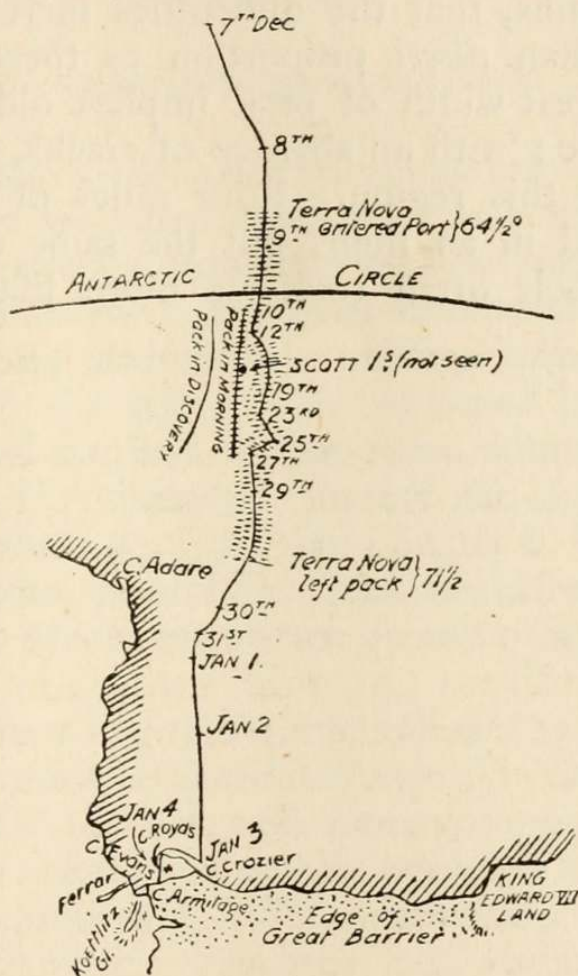 7TH Dec
8TH
Terra Nova
entered Port } 64½°
9TH
ANTARCTIC CIRCLE
10TH
12TH
Pack in Discovery
Pack in Morning
SCOTT Is. (not seen)
19TH
23RD
25TH
27TH
29TH
C. Adare
Terra Nova
left pack } 71½
30TH
31ST
JAN 1.
JAN 2
JAN 4
C. Royds
JAN 3
C. Evans
C. Crozier
Ferrar
C. Armitage
Koettlitz
Gl.
Edge of
Great Barrier
KING
EDWARD VII
LAND